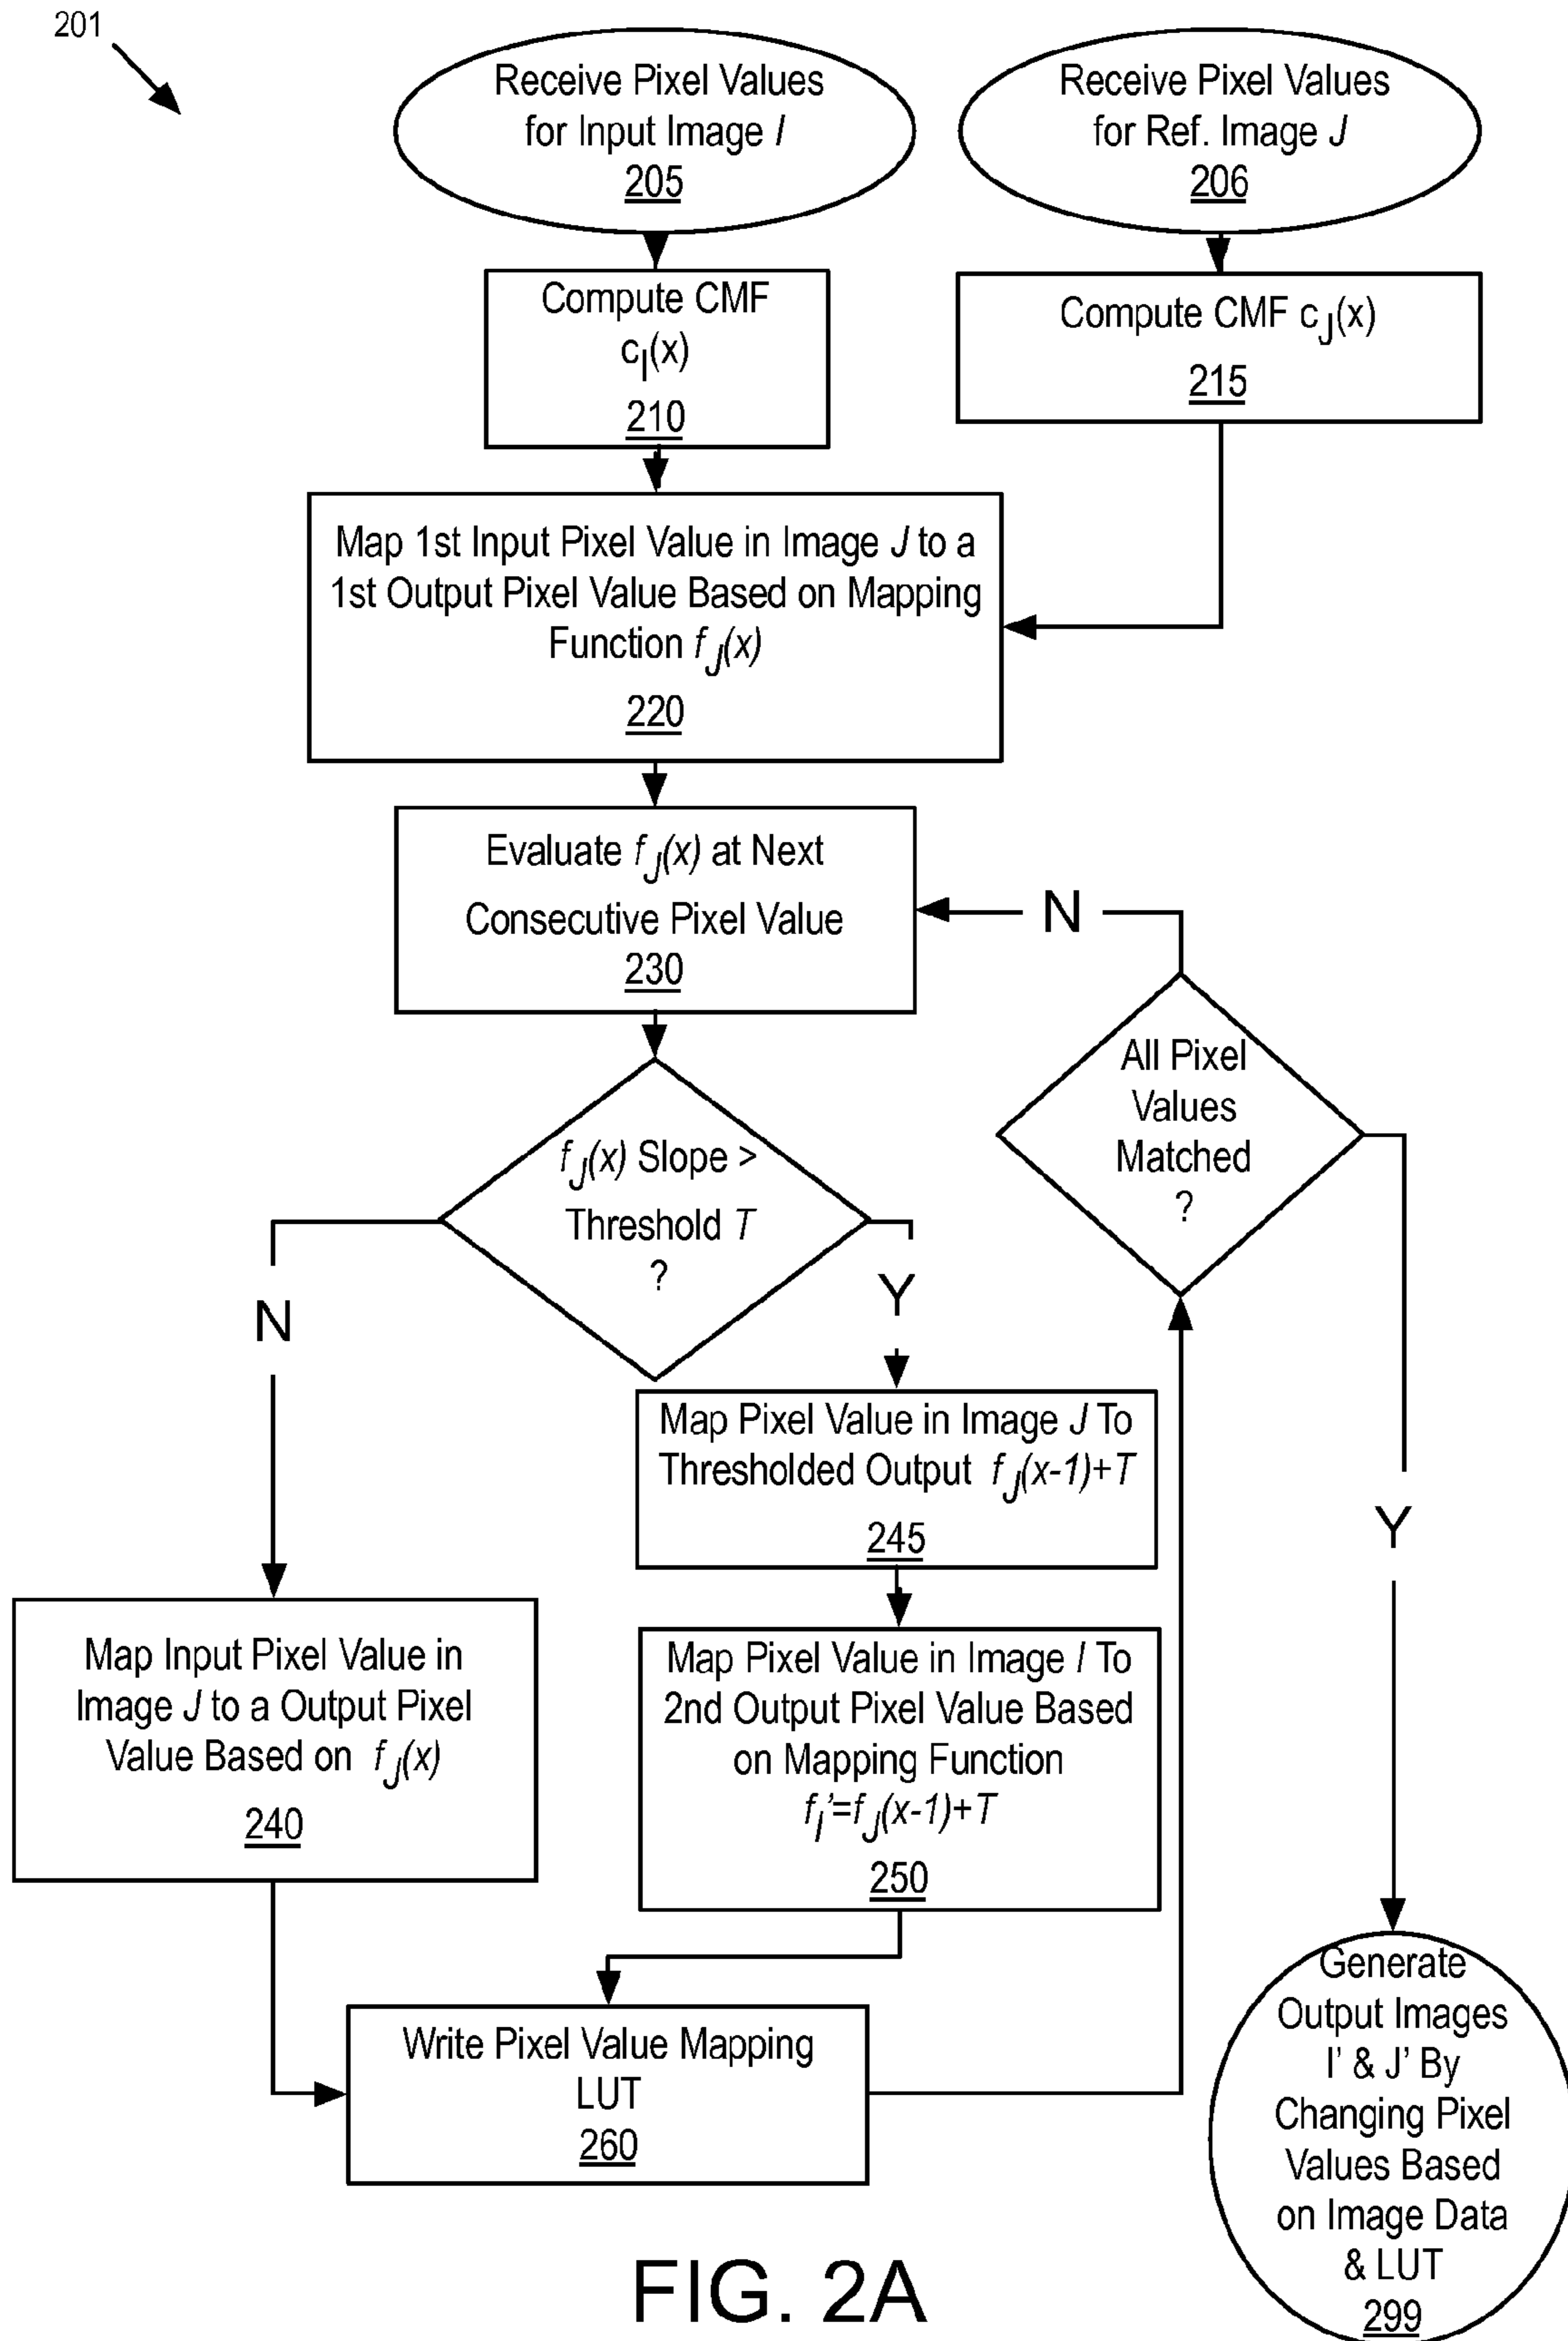 201
Receive Pixel Values
for Input Image I
205
Receive Pixel Values
for Ref. Image J
206
Compute CMF
cI(x)
210
Compute CMF cJ(x)
215
Map 1st Input Pixel Value in Image J to a
1st Output Pixel Value Based on Mapping
Function fJ(x)
220
Evaluate fJ(x) at Next
Consecutive Pixel Value
230
N
All Pixel
Values
Matched
?
fJ(x) Slope >
Threshold T
?
N
Y
Map Pixel Value in Image J To
Thresholded Output fJ(x-1)+T
245
Y
Map Input Pixel Value in
Image J to a Output Pixel
Value Based on fJ(x)
240
Map Pixel Value in Image I To
2nd Output Pixel Value Based
on Mapping Function
fI'=fJ(x-1)+T
250
Write Pixel Value Mapping
LUT
260
Generate
Output Images
I' & J' By
Changing Pixel
Values Based
on Image Data
& LUT
299
FIG. 2A